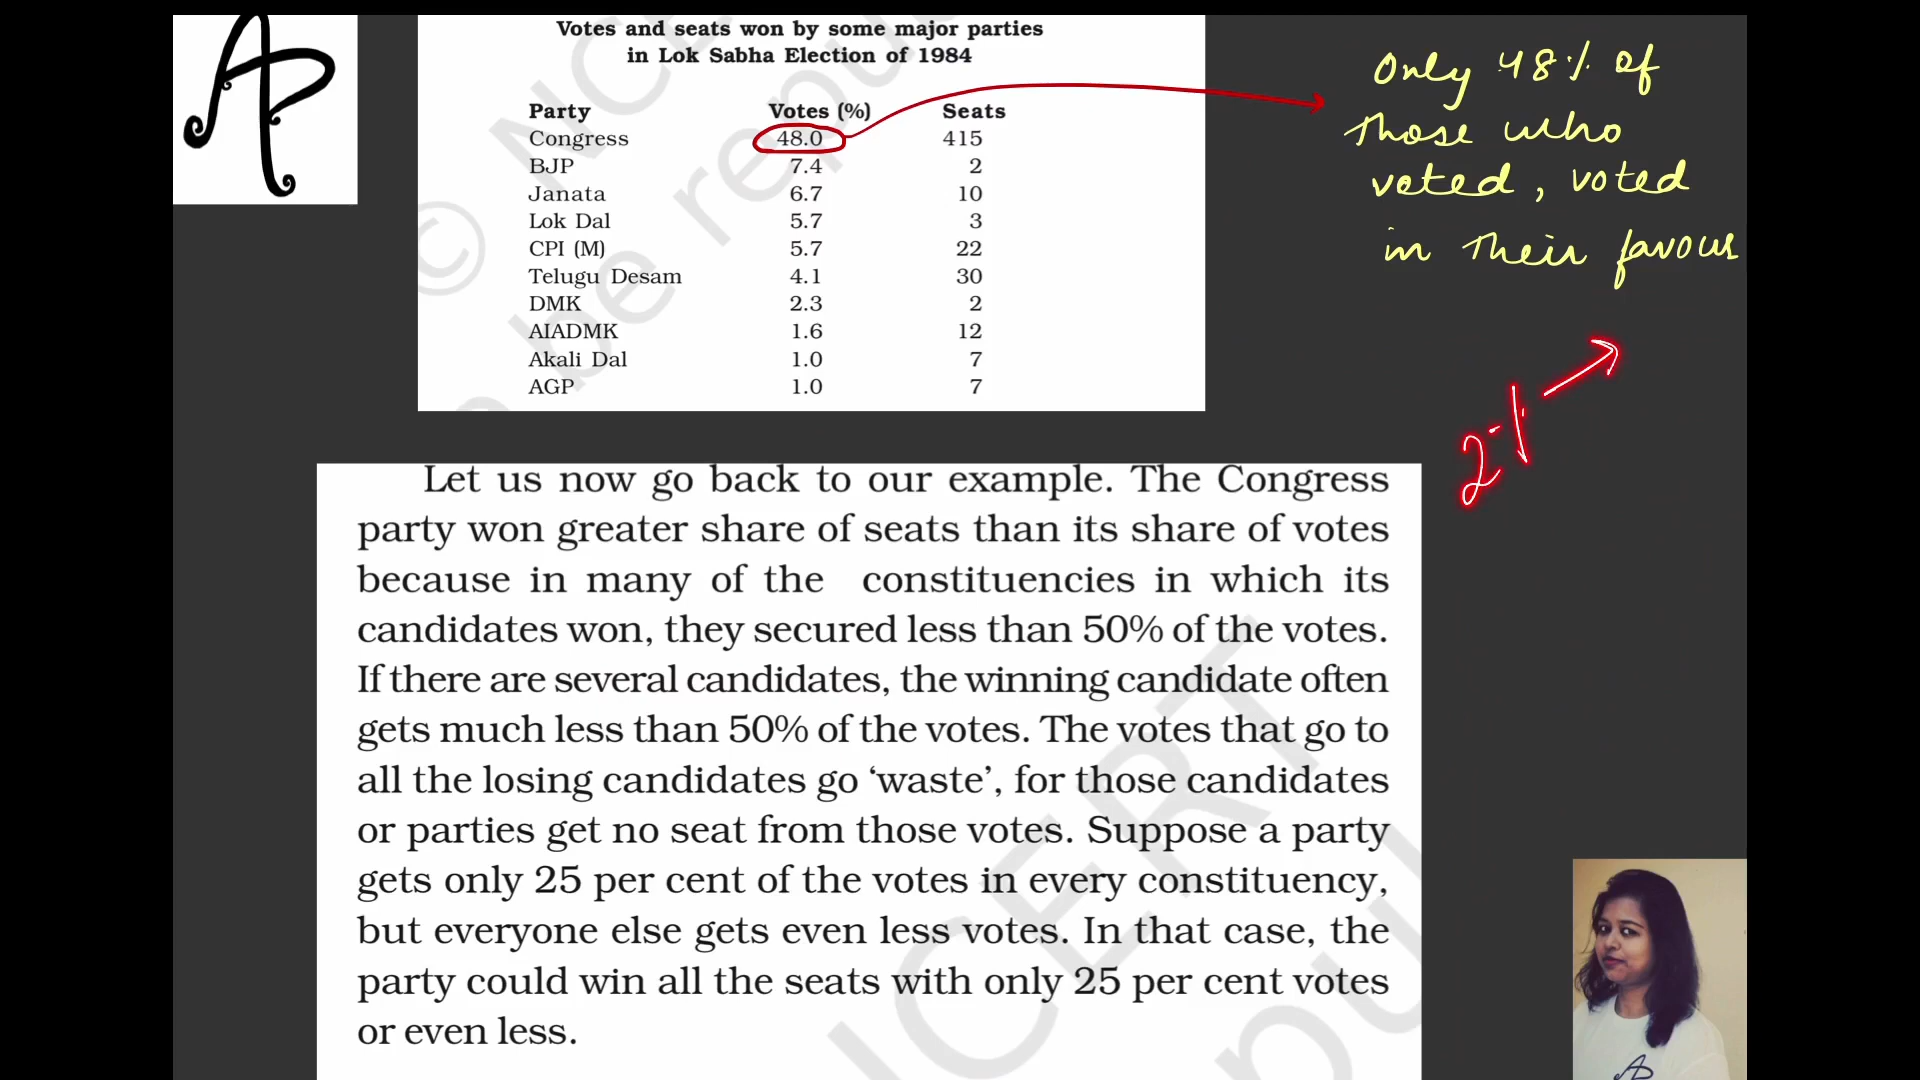 AP
Votes and seats won by some major parties
in Lok Sabha Election of 1984
Party Votes (%) Seats
Congress 48.0 415
BJP 7.4 2
Janata 6.7 10
Lok Dal 5.7 3
CPI (M) 5.7 22
Telugu Desam 4.1 30
DMK 2.3 2
AIADMK 1.6 12
Akali Dal 1.0 7
AGP 1.0 7
Only 48% of
those who
voted, voted
in their favour
2%
Let us now go back to our example. The Congress
party won greater share of seats than its share of votes
because in many of the constituencies in which its
candidates won, they secured less than 50% of the votes.
If there are several candidates, the winning candidate often
gets much less than 50% of the votes. The votes that go to
all the losing candidates go ‘waste’, for those candidates
or parties get no seat from those votes. Suppose a party
gets only 25 per cent of the votes in every constituency,
but everyone else gets even less votes. In that case, the
party could win all the seats with only 25 per cent votes
or even less.
NCERT